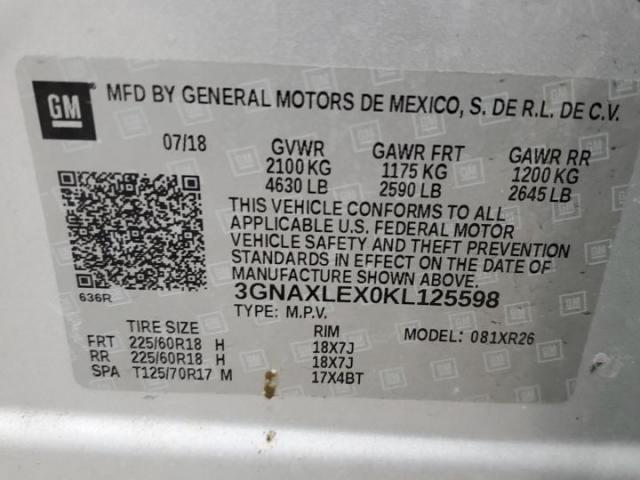 GM
MFD BY GENERAL MOTORS DE MEXICO, S. DE R.L. DE C.V.
07/18 GVWR GAWR FRT GAWR RR
2100 KG 1175 KG 1200 KG
4630 LB 2590 LB 2645 LB
THIS VEHICLE CONFORMS TO ALL
APPLICABLE U.S. FEDERAL MOTOR
VEHICLE SAFETY AND THEFT PREVENTION
STANDARDS IN EFFECT ON THE DATE OF
MANUFACTURE SHOWN ABOVE.
636R
3GNAXLEX0KL125598
TYPE: M.P.V. MODEL: 081XR26
TIRE SIZE RIM
FRT 225/60R18 H 18X7J
RR 225/60R18 H 18X7J
SPA T125/70R17 M 17X4BT